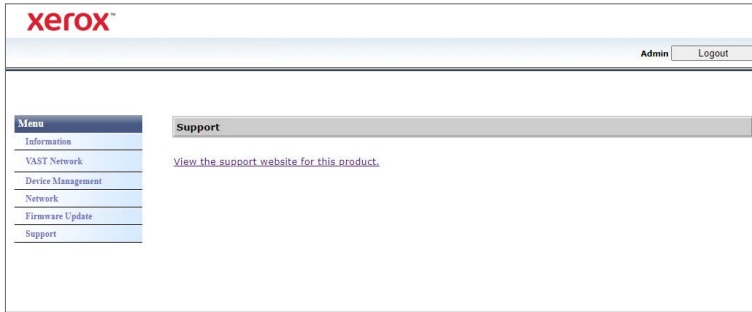 xerox™
Admin Logout
Menu
Information
VAST Network
Device Management
Network
Firmware Update
Support
Support
View the support website for this product.